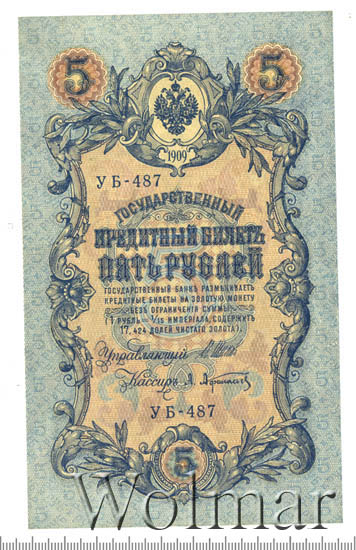 5 5
1909
УБ-487
ГОСУДАРСТВЕННЫЙ
КРЕДИТНЫЙ БИЛЕТЪ
ПЯТЬ РУБЛЕЙ
ГОСУДАРСТВЕННЫЙ БАНКЪ РАЗМѢНИВАЕТЪ
КРЕДИТНЫЕ БИЛЕТЫ НА ЗОЛОТУЮ МОНЕТУ
БЕЗЪ ОГРАНИЧЕНІЯ СУММЫ
(1 РУБЛЬ = 1/15 ИМПЕРІАЛА, СОДЕРЖИТЪ
17,424 ДОЛЕЙ ЧИСТАГО ЗОЛОТА).
Управляющій
Кассиръ
УБ-487
5
Wolmar